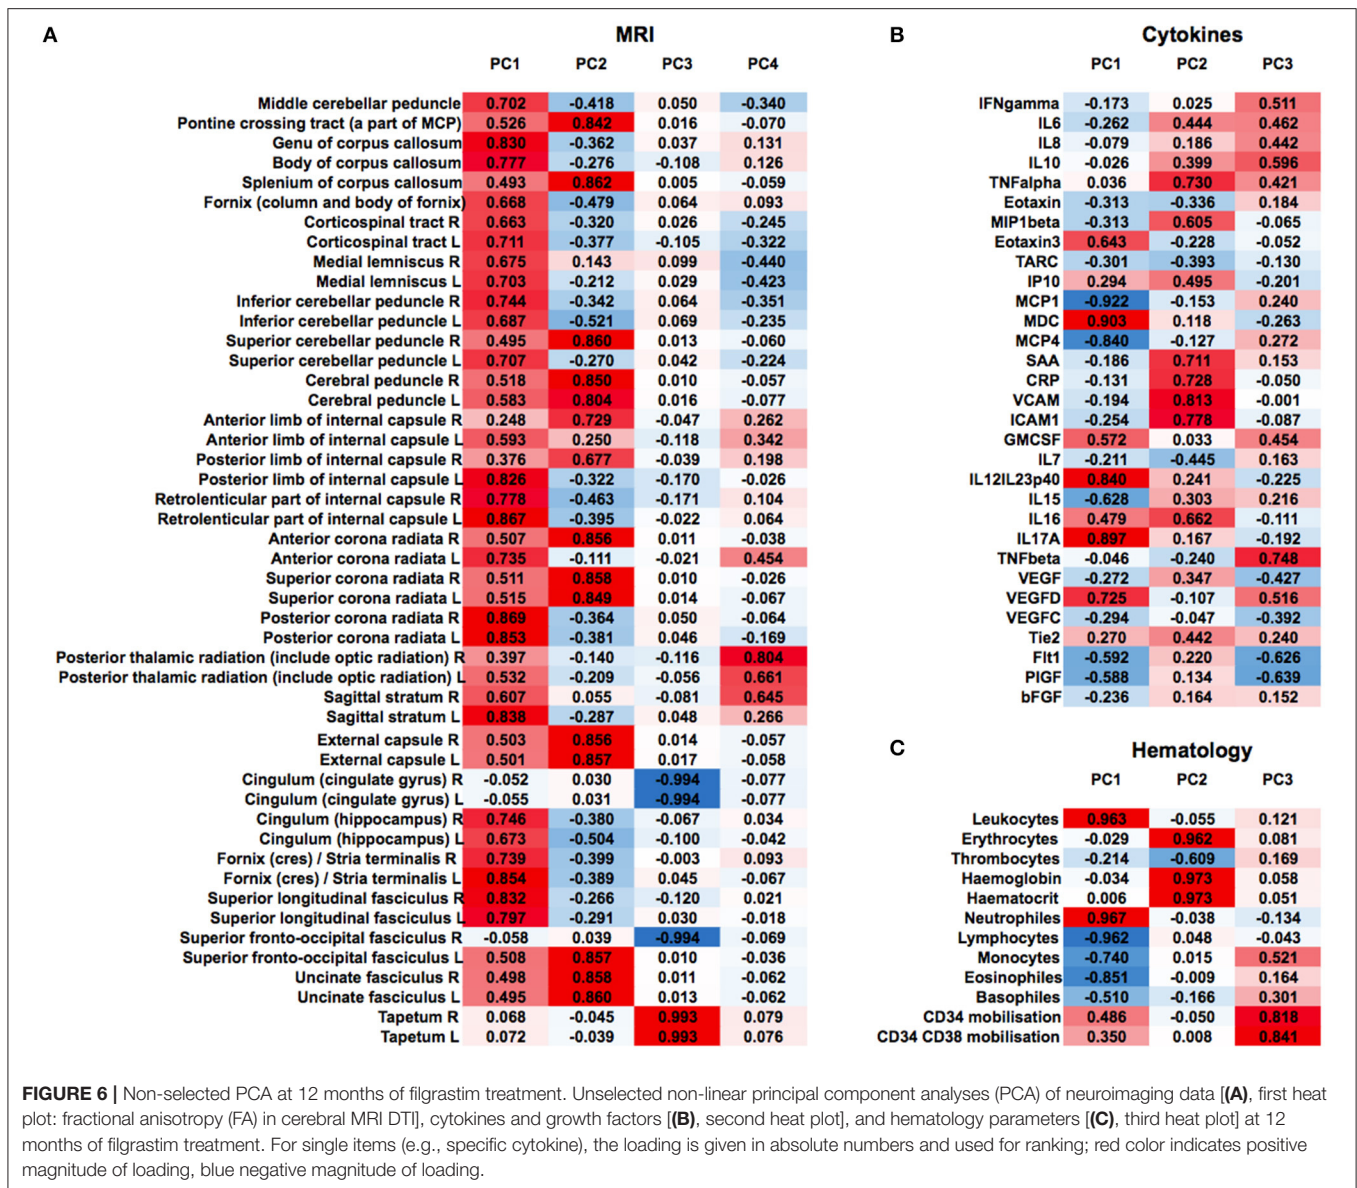 A
MRI
PC1 PC2 PC3 PC4
Middle cerebellar peduncle 0.702 -0.418 0.050 -0.340
Pontine crossing tract (a part of MCP) 0.526 0.842 0.016 -0.070
Genu of corpus callosum 0.830 -0.362 0.037 0.131
Body of corpus callosum 0.777 -0.276 -0.108 0.126
Splenium of corpus callosum 0.493 0.862 0.005 -0.059
Fornix (column and body of fornix) 0.668 -0.479 0.064 0.093
Corticospinal tract R 0.663 -0.320 0.026 -0.245
Corticospinal tract L 0.711 -0.377 -0.105 -0.322
Medial lemniscus R 0.675 0.143 0.099 -0.440
Medial lemniscus L 0.703 -0.212 0.029 -0.423
Inferior cerebellar peduncle R 0.744 -0.342 0.064 -0.351
Inferior cerebellar peduncle L 0.687 -0.521 0.069 -0.235
Superior cerebellar peduncle R 0.495 0.860 0.013 -0.060
Superior cerebellar peduncle L 0.707 -0.270 0.042 -0.224
Cerebral peduncle R 0.518 0.850 0.010 -0.057
Cerebral peduncle L 0.583 0.804 0.016 -0.077
Anterior limb of internal capsule R 0.248 0.729 -0.047 0.262
Anterior limb of internal capsule L 0.593 0.250 -0.118 0.342
Posterior limb of internal capsule R 0.376 0.677 -0.039 0.198
Posterior limb of internal capsule L 0.826 -0.322 -0.170 -0.026
Retrolenticular part of internal capsule R 0.778 -0.463 -0.171 0.104
Retrolenticular part of internal capsule L 0.867 -0.395 -0.022 0.064
Anterior corona radiata R 0.507 0.856 0.011 -0.038
Anterior corona radiata L 0.735 -0.111 -0.021 0.454
Superior corona radiata R 0.511 0.858 0.010 -0.026
Superior corona radiata L 0.515 0.849 0.014 -0.067
Posterior corona radiata R 0.869 -0.364 0.050 -0.064
Posterior corona radiata L 0.853 -0.381 0.046 -0.169
Posterior thalamic radiation (include optic radiation) R 0.397 -0.140 -0.116 0.804
Posterior thalamic radiation (include optic radiation) L 0.532 -0.209 -0.056 0.661
Sagittal stratum R 0.607 0.055 -0.081 0.645
Sagittal stratum L 0.838 -0.287 0.048 0.266
External capsule R 0.503 0.856 0.014 -0.057
External capsule L 0.501 0.857 0.017 -0.058
Cingulum (cingulate gyrus) R -0.052 0.030 -0.994 -0.077
Cingulum (cingulate gyrus) L -0.055 0.031 -0.994 -0.077
Cingulum (hippocampus) R 0.746 -0.380 -0.067 0.034
Cingulum (hippocampus) L 0.673 -0.504 -0.100 -0.042
Fornix (cres) / Stria terminalis R 0.739 -0.399 -0.003 0.093
Fornix (cres) / Stria terminalis L 0.854 -0.389 0.045 -0.067
Superior longitudinal fasciculus R 0.832 -0.266 -0.120 0.021
Superior longitudinal fasciculus L 0.797 -0.291 0.030 -0.018
Superior fronto-occipital fasciculus R -0.058 0.039 -0.994 -0.069
Superior fronto-occipital fasciculus L 0.508 0.857 0.010 -0.036
Uncinate fasciculus R 0.498 0.858 0.011 -0.062
Uncinate fasciculus L 0.495 0.860 0.013 -0.062
Tapetum R 0.068 -0.045 0.993 0.079
Tapetum L 0.072 -0.039 0.993 0.076
B
Cytokines
PC1 PC2 PC3
IFNgamma -0.173 0.025 0.511
IL6 -0.262 0.444 0.462
IL8 -0.079 0.186 0.442
IL10 -0.026 0.399 0.596
TNFalpha 0.036 0.730 0.421
Eotaxin -0.313 -0.336 0.184
MIP1beta -0.313 0.605 -0.065
Eotaxin3 0.643 -0.228 -0.052
TARC -0.301 -0.393 -0.130
IP10 0.294 0.495 -0.201
MCP1 -0.922 -0.153 0.240
MDC 0.903 0.118 -0.263
MCP4 -0.840 -0.127 0.272
SAA -0.186 0.711 0.153
CRP -0.131 0.728 -0.050
VCAM -0.194 0.813 -0.001
ICAM1 -0.254 0.778 -0.087
GMCSF 0.572 0.033 0.454
IL7 -0.211 -0.445 0.163
IL12IL23p40 0.840 0.241 -0.225
IL15 -0.628 0.303 0.216
IL16 0.479 0.662 -0.111
IL17A 0.897 0.167 -0.192
TNFbeta -0.046 -0.240 0.748
VEGF -0.272 0.347 -0.427
VEGFD 0.725 -0.107 0.516
VEGFC -0.294 -0.047 -0.392
Tie2 0.270 0.442 0.240
Flt1 -0.592 0.220 -0.626
PlGF -0.588 0.134 -0.639
bFGF -0.236 0.164 0.152
C
Hematology
PC1 PC2 PC3
Leukocytes 0.963 -0.055 0.121
Erythrocytes -0.029 0.962 0.081
Thrombocytes -0.214 -0.609 0.169
Haemoglobin -0.034 0.973 0.058
Haematocrit 0.006 0.973 0.051
Neutrophiles 0.967 -0.038 -0.134
Lymphocytes -0.962 0.048 -0.043
Monocytes -0.740 0.015 0.521
Eosinophiles -0.851 -0.009 0.164
Basophiles -0.510 -0.166 0.301
CD34 mobilisation 0.486 -0.050 0.818
CD34 CD38 mobilisation 0.350 0.008 0.841
FIGURE 6 | Non-selected PCA at 12 months of filgrastim treatment. Unselected non-linear principal component analyses (PCA) of neuroimaging data [(A), first heat
plot: fractional anisotropy (FA) in cerebral MRI DTI], cytokines and growth factors [(B), second heat plot], and hematology parameters [(C), third heat plot] at 12
months of filgrastim treatment. For single items (e.g., specific cytokine), the loading is given in absolute numbers and used for ranking; red color indicates positive
magnitude of loading, blue negative magnitude of loading.